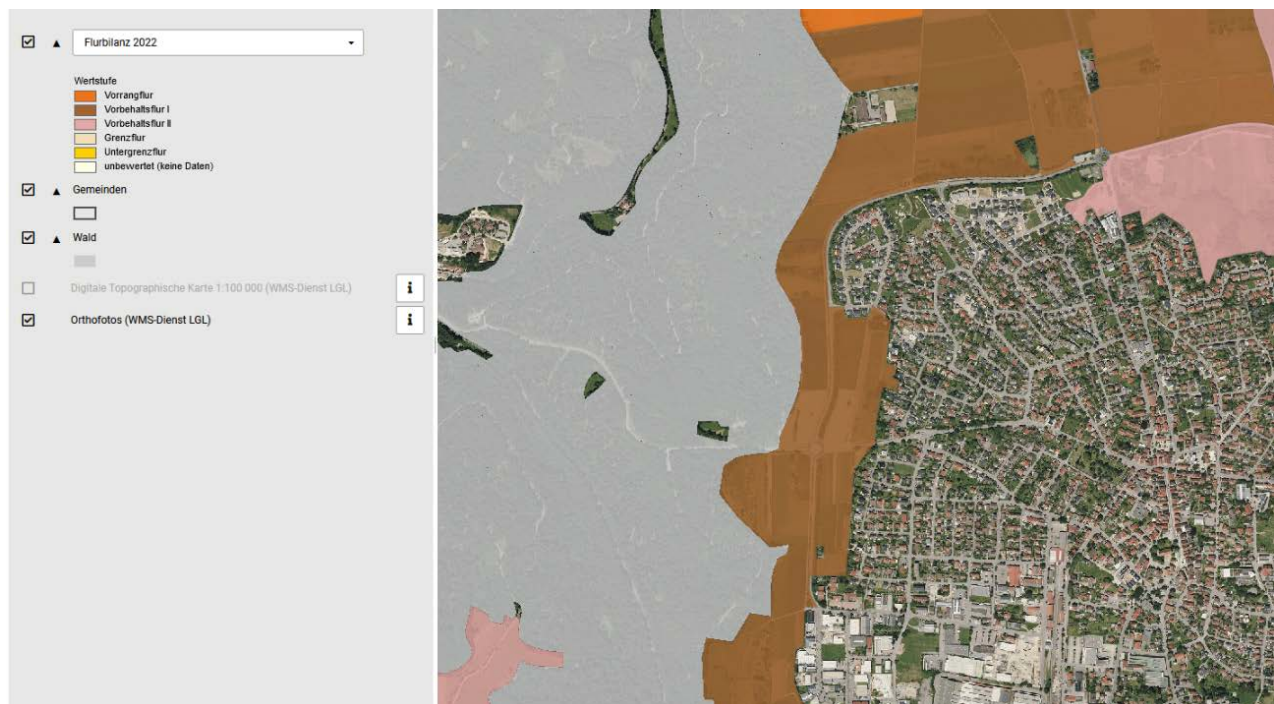 Flurbilanz 2022
Wertstufe
Vorrangflur
Vorbehaltsflur I
Vorbehaltsflur II
Grenzflur
Untergrenzflur
unbewertet (keine Daten)
Gemeinden
Wald
Digitale Topographische Karte 1:100 000 (WMS-Dienst LGL)
i
Orthofotos (WMS-Dienst LGL)
i